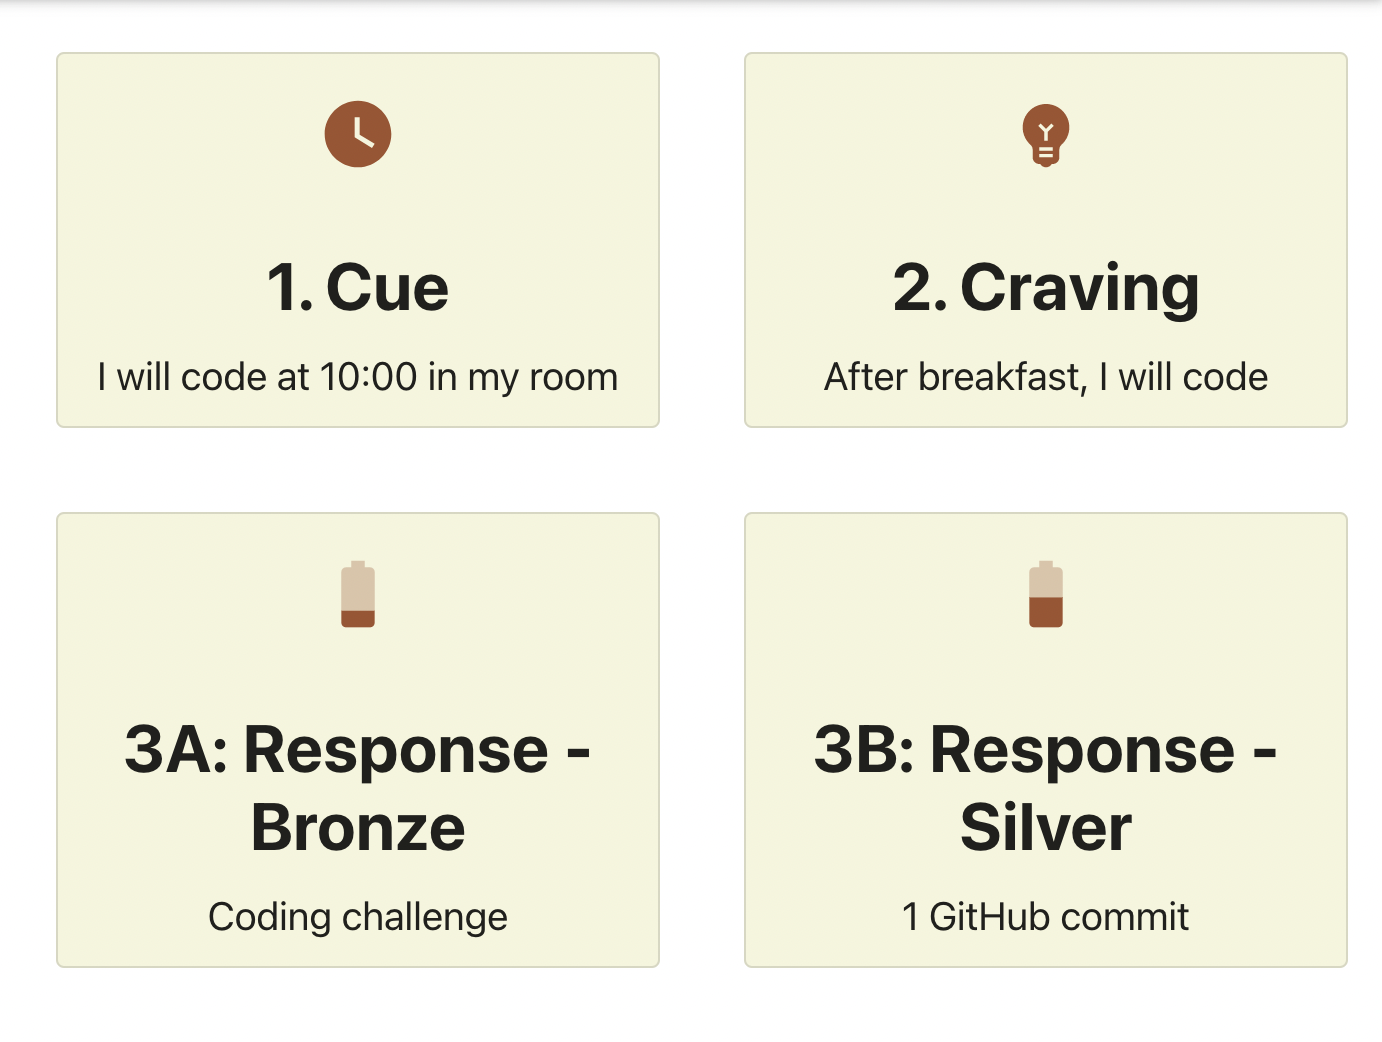 1. Cue
I will code at 10:00 in my room
2. Craving
After breakfast, I will code
3A: Response -
Bronze
Coding challenge
3B: Response -
Silver
1 GitHub commit